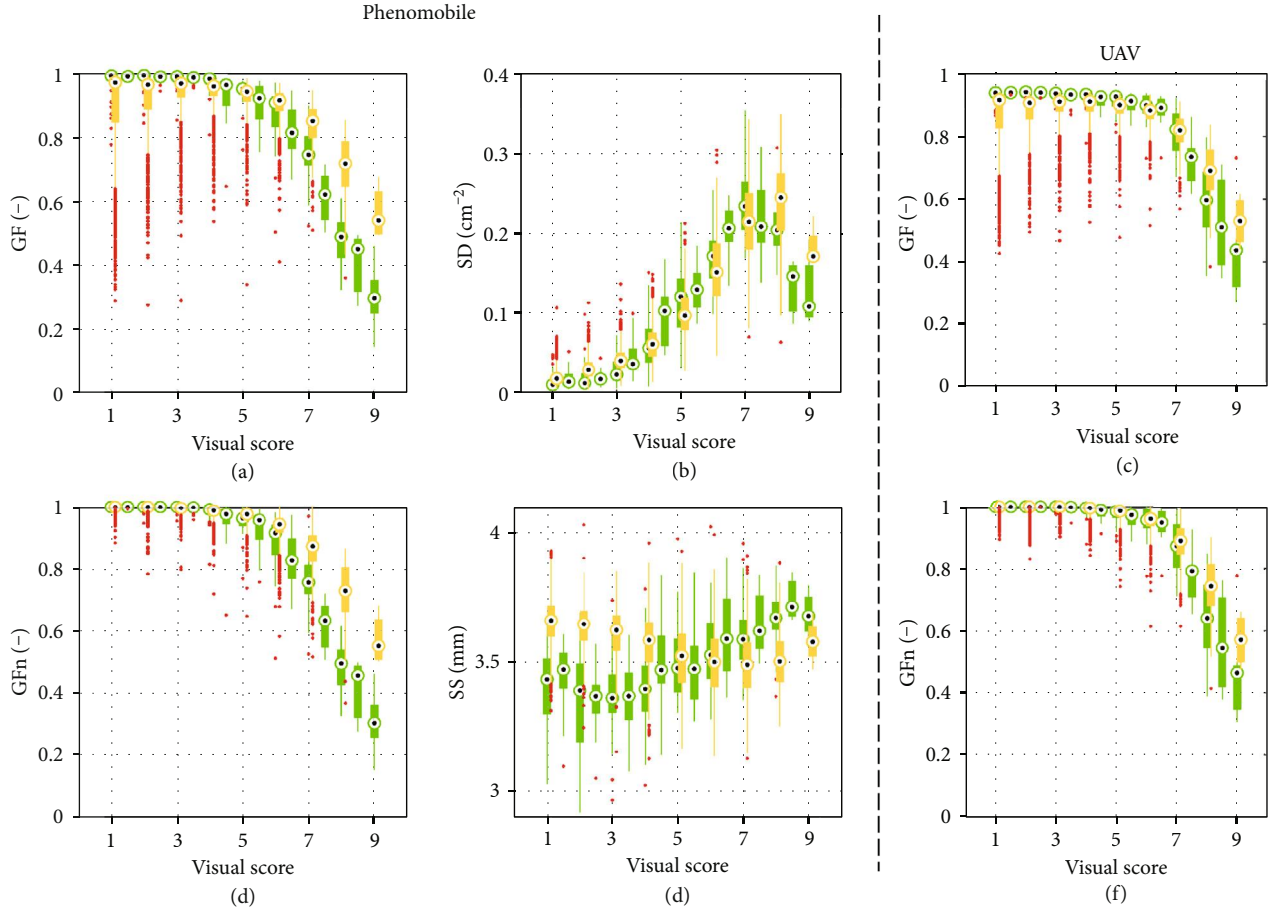 Phenomobile
UAV
1
0.8
0.6
0.4
0.2
0
GF (−)
1 3 5 7 9
Visual score
(a)
0.4
0.3
0.2
0.1
0
SD (cm−2)
1 3 5 7 9
Visual score
(b)
1
0.8
0.6
0.4
0.2
0
GF (−)
1 3 5 7 9
Visual score
(c)
1
0.8
0.6
0.4
0.2
0
GFn (−)
1 3 5 7 9
Visual score
(d)
4
3.5
3
SS (mm)
1 3 5 7 9
Visual score
(d)
1
0.8
0.6
0.4
0.2
0
GFn (−)
1 3 5 7 9
Visual score
(f)